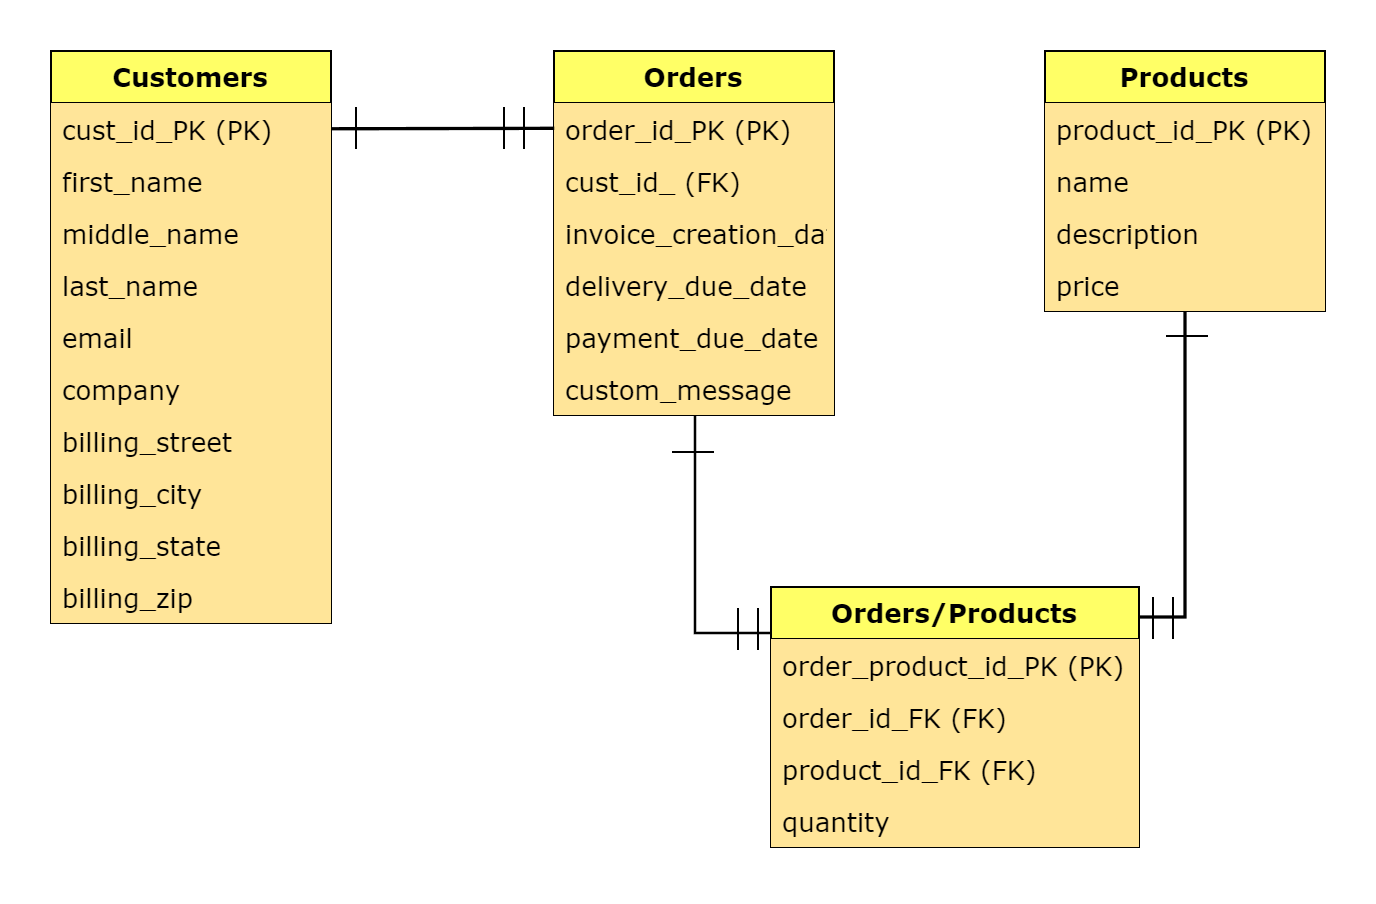 Customers
cust_id_PK (PK)
first_name
middle_name
last_name
email
company
billing_street
billing_city
billing_state
billing_zip
Orders
order_id_PK (PK)
cust_id_ (FK)
invoice_creation_da
delivery_due_date
payment_due_date
custom_message
Products
product_id_PK (PK)
name
description
price
Orders/Products
order_product_id_PK (PK)
order_id_FK (FK)
product_id_FK (FK)
quantity